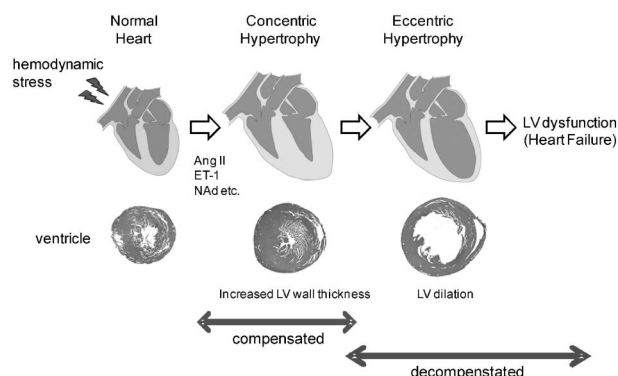 Normal
Heart
Concentric
Hypertrophy
Eccentric
Hypertrophy
hemodynamic
stress
Ang II
ET-1
NAd etc.
LV dysfunction
(Heart Failure)
ventricle
Increased LV wall thickness
LV dilation
compensated
decompenstated